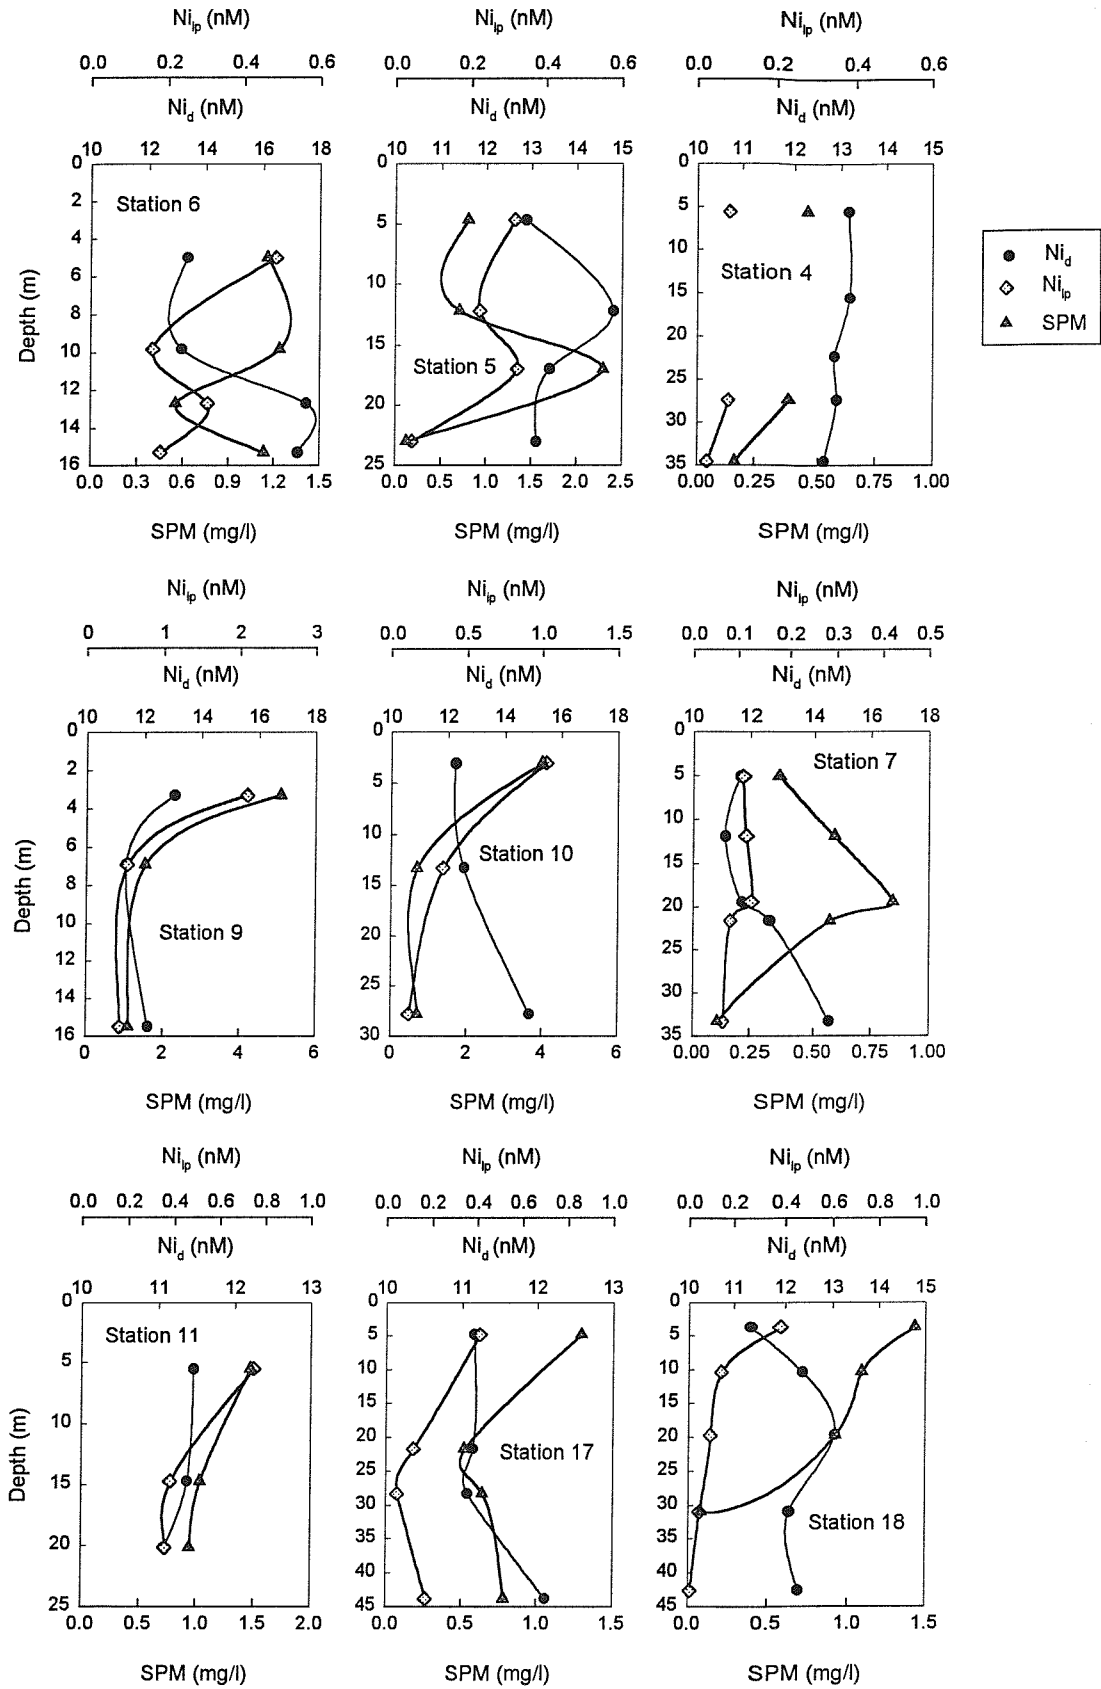 Ni_lp (nM) Ni_lp (nM) Ni_lp (nM)
0.0 0.2 0.4 0.6 0.0 0.2 0.4 0.6 0.0 0.2 0.4 0.6
Ni_d (nM) Ni_d (nM) Ni_d (nM)
10 12 14 16 18 10 11 12 13 14 15 10 11 12 13 14 15
0 0 0
2 5 5
4 10 10
6 15 15
8 20 20
10 25 25
12 30
14 35
16
Station 6 Station 5 Station 4
Depth (m)
0.0 0.6 0.9 1.2 1.5 0.0 0.5 1.0 1.5 2.0 2.5 0.00 0.25 0.50 0.75 1.00
SPM (mg/l) SPM (mg/l) SPM (mg/l)
Ni_d
Ni_lp
SPM
Ni_lp (nM) Ni_lp (nM) Ni_lp (nM)
0 1 2 3 0.0 0.5 1.0 1.5 0.0 0.1 0.2 0.3 0.4 0.5
Ni_d (nM) Ni_d (nM) Ni_d (nM)
10 12 14 16 18 10 12 14 16 18 10 12 14 16 18
0 0 0
2 5 5
4 10 10
6 15 15
8 20 20
10 25 25
12 30 30
14 35
16
Station 9 Station 10 Station 7
Depth (m)
0 2 4 6 0 2 4 6 0.00 0.25 0.50 0.75 1.00
SPM (mg/l) SPM (mg/l) SPM (mg/l)
Ni_lp (nM) Ni_lp (nM) Ni_lp (nM)
0.0 0.2 0.4 0.6 0.8 1.0 0.0 0.2 0.4 0.6 0.8 1.0 0.0 0.2 0.4 0.6 0.8 1.0
Ni_d (nM) Ni_d (nM) Ni_d (nM)
10 11 12 13 10 11 12 13 10 11 12 13 14 15
0 0 0
5 5 5
10 10 10
15 15 15
20 20 20
25 25 25
30 30
35 35
40 40
45 45
Station 11 Station 17 Station 18
Depth (m)
0.0 0.5 1.0 1.5 2.0 0.0 0.5 1.0 1.5 0.0 0.5 1.0 1.5
SPM (mg/l) SPM (mg/l) SPM (mg/l)